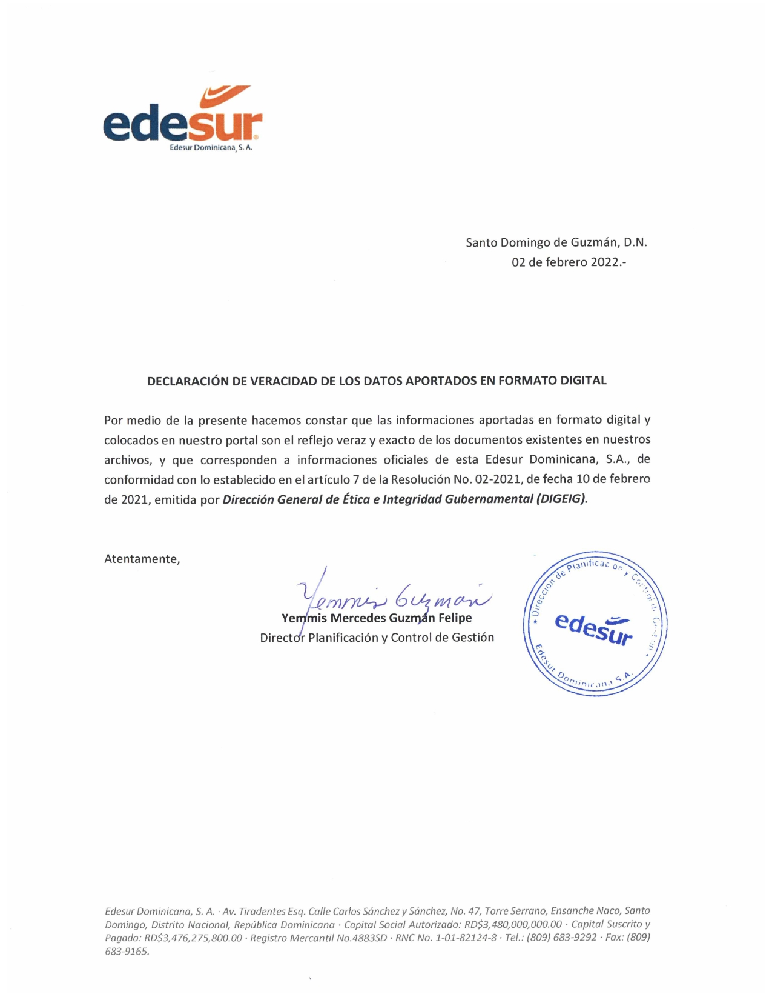 edesur®
Edesur Dominicana, S. A.
Santo Domingo de Guzmán, D.N.
02 de febrero 2022.-
DECLARACIÓN DE VERACIDAD DE LOS DATOS APORTADOS EN FORMATO DIGITAL
Por medio de la presente hacemos constar que las informaciones aportadas en formato digital y
colocados en nuestro portal son el reflejo veraz y exacto de los documentos existentes en nuestros
archivos, y que corresponden a informaciones oficiales de esta Edesur Dominicana, S.A., de
conformidad con lo establecido en el artículo 7 de la Resolución No. 02-2021, de fecha 10 de febrero
de 2021, emitida por Dirección General de Ética e Integridad Gubernamental (DIGEIG).
Atentamente,
Yemmis Guzmán
Yemmis Mercedes Guzmán Felipe
Director Planificación y Control de Gestión
* Dirección de Planificación y Control de Gestión *
edesur
Edesur Dominicana S.A.
Edesur Dominicana, S. A. · Av. Tiradentes Esq. Calle Carlos Sánchez y Sánchez, No. 47, Torre Serrano, Ensanche Naco, Santo
Domingo, Distrito Nacional, República Dominicana · Capital Social Autorizado: RD$3,480,000,000.00 · Capital Suscrito y
Pagado: RD$3,476,275,800.00 · Registro Mercantil No.4883SD · RNC No. 1-01-82124-8 · Tel.: (809) 683-9292 · Fax: (809)
683-9165.